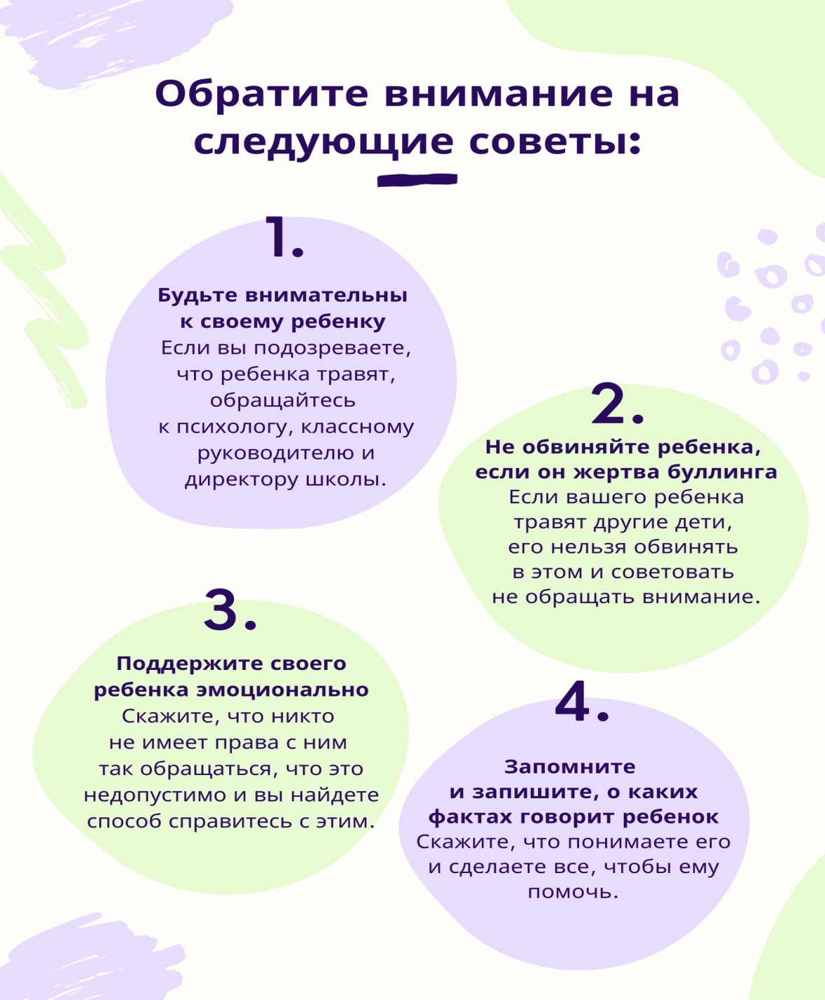 Обратите внимание на
следующие советы:
1.
Будьте внимательны
к своему ребенку
Если вы подозреваете,
что ребенка травят,
обращайтесь
к психологу, классному
руководителю и
директору школы.
2.
Не обвиняйте ребенка,
если он жертва буллинга
Если вашего ребенка
травят другие дети,
его нельзя обвинять
в этом и советовать
не обращать внимание.
3.
Поддержите своего
ребенка эмоционально
Скажите, что никто
не имеет права с ним
так обращаться, что это
недопустимо и вы найдете
способ справитесь с этим.
4.
Запомните
и запишите, о каких
фактах говорит ребенок
Скажите, что понимаете его
и сделаете все, чтобы ему
помочь.